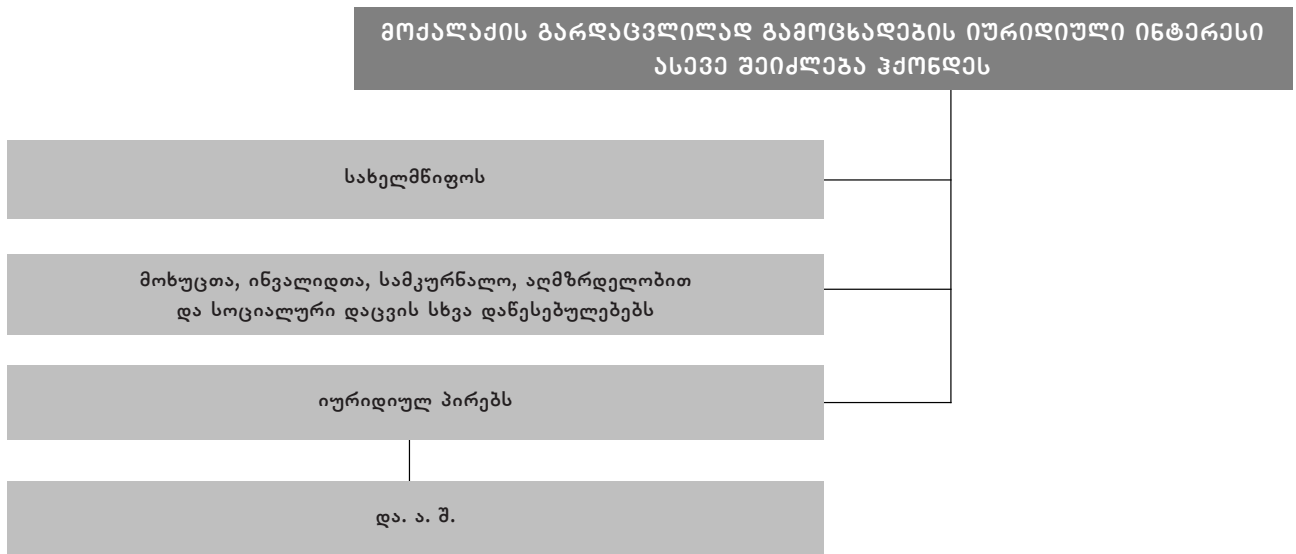 მოქალაქის გარდაცვლილად გამოცხადების იურიდიული ინტერესი
ასევე შეიძლება ჰქონდეს
სახელმწიფოს
მოხუცთა, ინვალიდთა, სამკურნალო, აღმზრდელობით
და სოციალური დაცვის სხვა დაწესებულებებს
იურიდიულ პირებს
და. ა. შ.